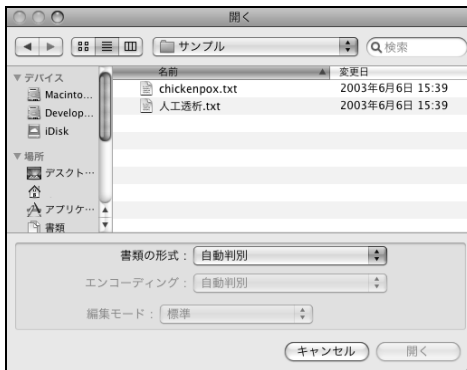 開く
サンプル
検索
デバイス
Macinto...
Develop...
iDisk
場所
デスクト…
アプリケ…
書類
名前 変更日
chickenpox.txt 2003年6月6日 15:39
人工透析.txt 2003年6月6日 15:39
書類の形式： 自動判別
エンコーディング： 自動判別
編集モード： 標準
キャンセル 開く